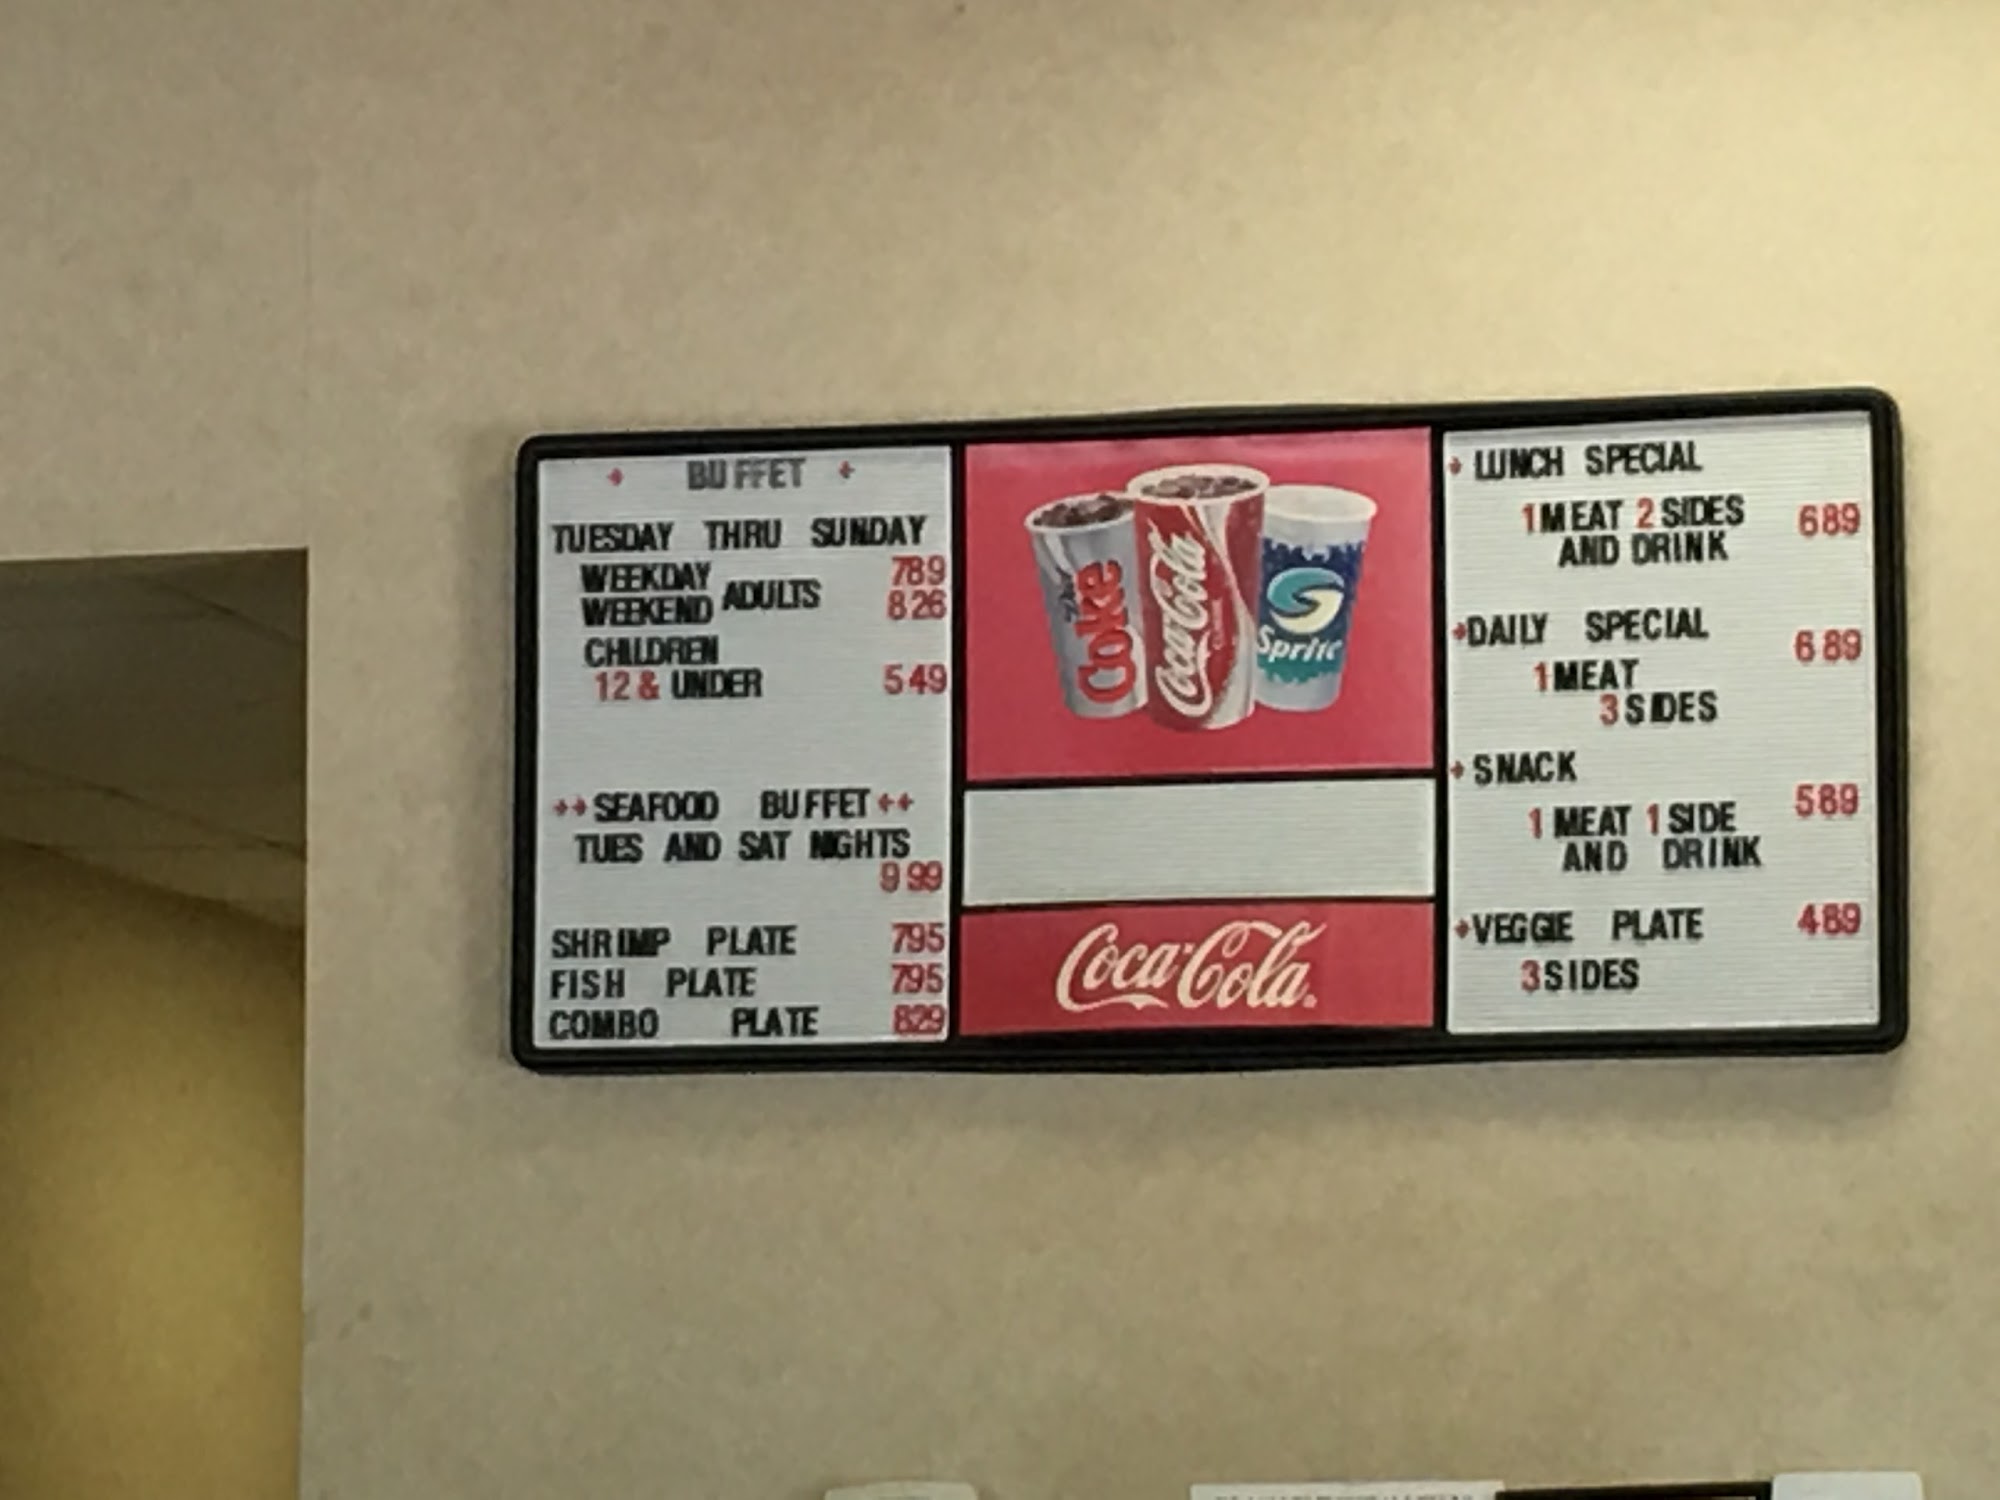 BUFFET
TUESDAY THRU SUNDAY
WEEKDAY ADULTS 789
WEEKEND 826
CHILDREN
12 & UNDER 549
++SEAFOOD BUFFET++
TUES AND SAT NIGHTS
999
SHRIMP PLATE 795
FISH PLATE 795
COMBO PLATE 829
Coke
Coca-Cola
Sprite
Coca-Cola
LUNCH SPECIAL
1 MEAT 2 SIDES 689
AND DRINK
DAILY SPECIAL
1 MEAT 689
3 SIDES
SNACK
1 MEAT 1 SIDE 589
AND DRINK
VEGGIE PLATE 489
3 SIDES